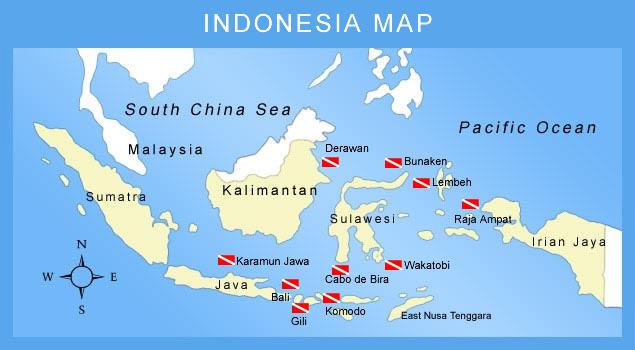 INDONESIA MAP
South China Sea
Pacific Ocean
Malaysia
Derawan
Bunaken
Lembeh
Sumatra
Kalimantan
Sulawesi
Raja Ampat
Irian Jaya
N
W
E
S
Karamun Jawa
Wakatobi
Cabo de Bira
Java
Bali
Gili
Komodo
East Nusa Tenggara